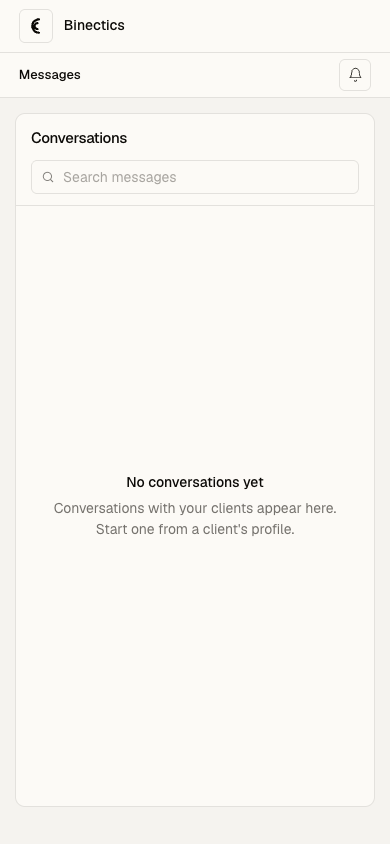 Binectics
Messages
Conversations
Search messages
No conversations yet
Conversations with your clients appear here.
Start one from a client's profile.